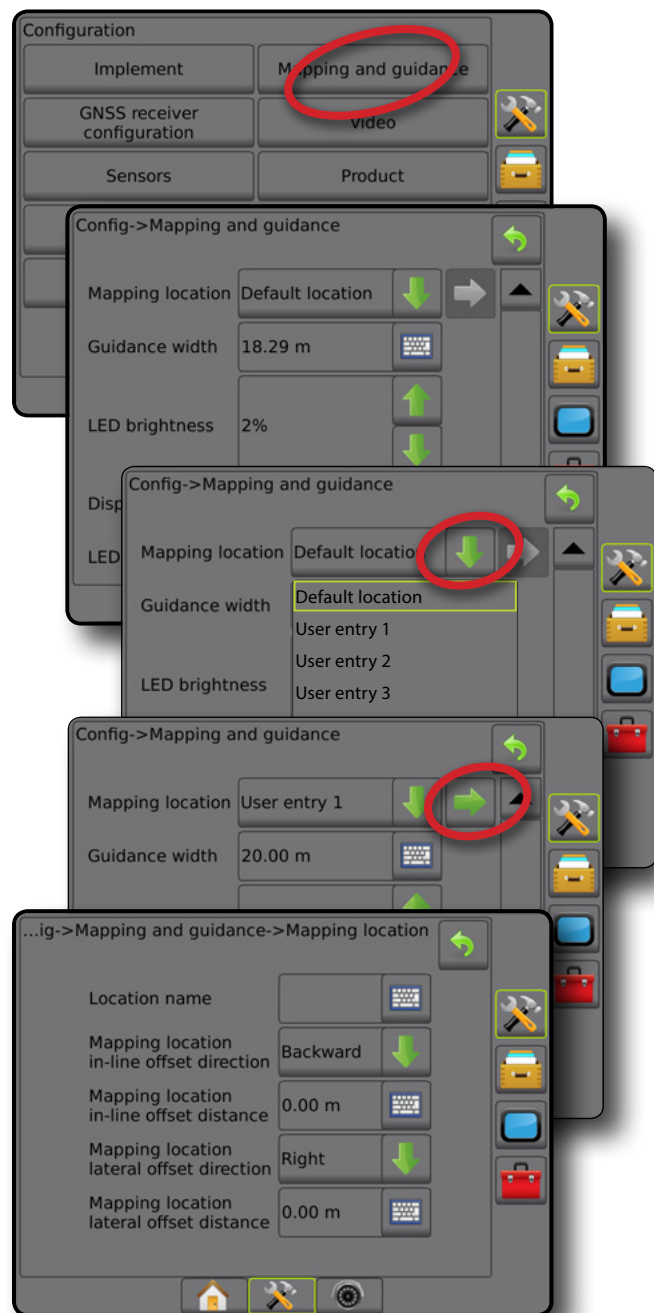 Configuration
Implement
Mapping and guidance
GNSS receiver
configuration
Video
Sensors
Product
Config->Mapping and guidance
Mapping location
Default location
Guidance width
18.29 m
LED brightness
2%
Disp
LED
Config->Mapping and guidance
Mapping location
Default location
Guidance width
Default location
User entry 1
User entry 2
LED brightness
User entry 3
Config->Mapping and guidance
Mapping location
User entry 1
Guidance width
20.00 m
...ig->Mapping and guidance->Mapping location
Location name
Mapping location
in-line offset direction
Backward
Mapping location
in-line offset distance
0.00 m
Mapping location
lateral offset direction
Right
Mapping location
lateral offset distance
0.00 m